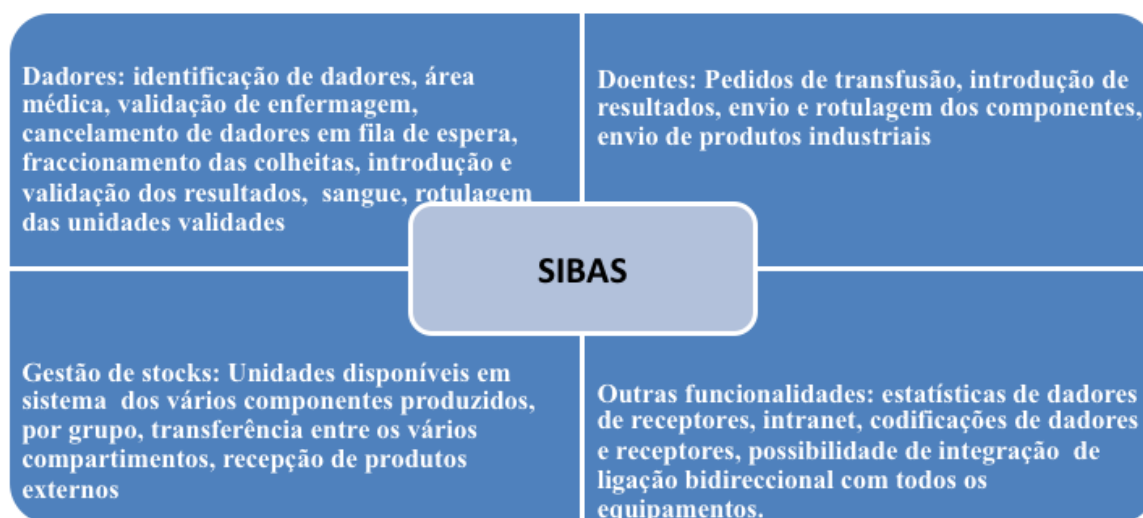 Dadores: identificação de dadores, área
médica, validação de enfermagem,
cancelamento de dadores em fila de espera,
fraccionamento das colheitas, introdução e
validação dos resultados,  sangue, rotulagem
das unidades validades
Doentes: Pedidos de transfusão, introdução de
resultados, envio e rotulagem dos componentes,
envio de produtos industriais
SIBAS
Gestão de stocks: Unidades disponíveis em
sistema  dos vários componentes produzidos,
por grupo, transferência entre os vários
compartimentos, recepção de produtos
externos
Outras funcionalidades: estatísticas de dadores
de receptores, intranet, codificações de dadores
e receptores, possibilidade de integração  de
ligação bidireccional com todos os
equipamentos.